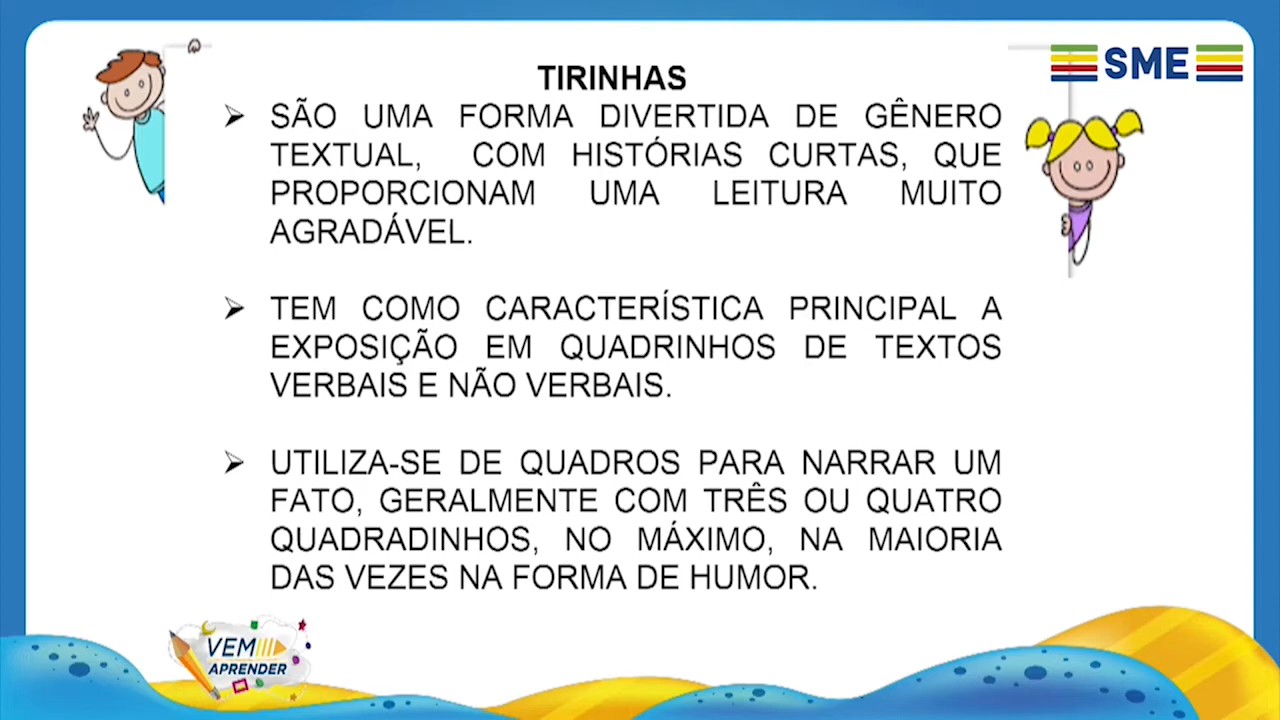 SME
TIRINHAS
➢ SÃO UMA FORMA DIVERTIDA DE GÊNERO
TEXTUAL, COM HISTÓRIAS CURTAS, QUE
PROPORCIONAM UMA LEITURA MUITO
AGRADÁVEL.
➢ TEM COMO CARACTERÍSTICA PRINCIPAL A
EXPOSIÇÃO EM QUADRINHOS DE TEXTOS
VERBAIS E NÃO VERBAIS.
➢ UTILIZA-SE DE QUADROS PARA NARRAR UM
FATO, GERALMENTE COM TRÊS OU QUATRO
QUADRADINHOS, NO MÁXIMO, NA MAIORIA
DAS VEZES NA FORMA DE HUMOR.
VEM
APRENDER